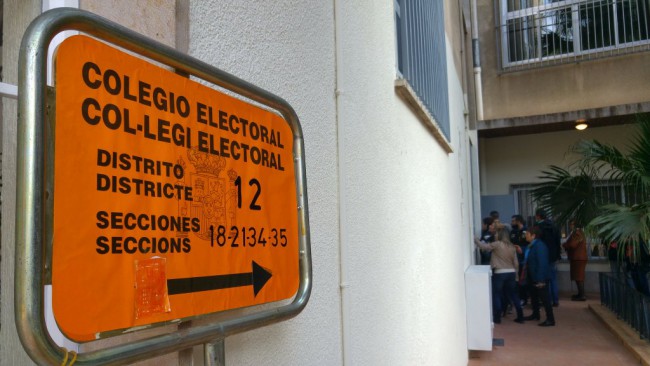 COLEGIO ELECTORAL
COL-LEGI ELECTORAL
DISTRITO
DISTRICTE 12
SECCIONES
SECCIONS 18-21-34-35